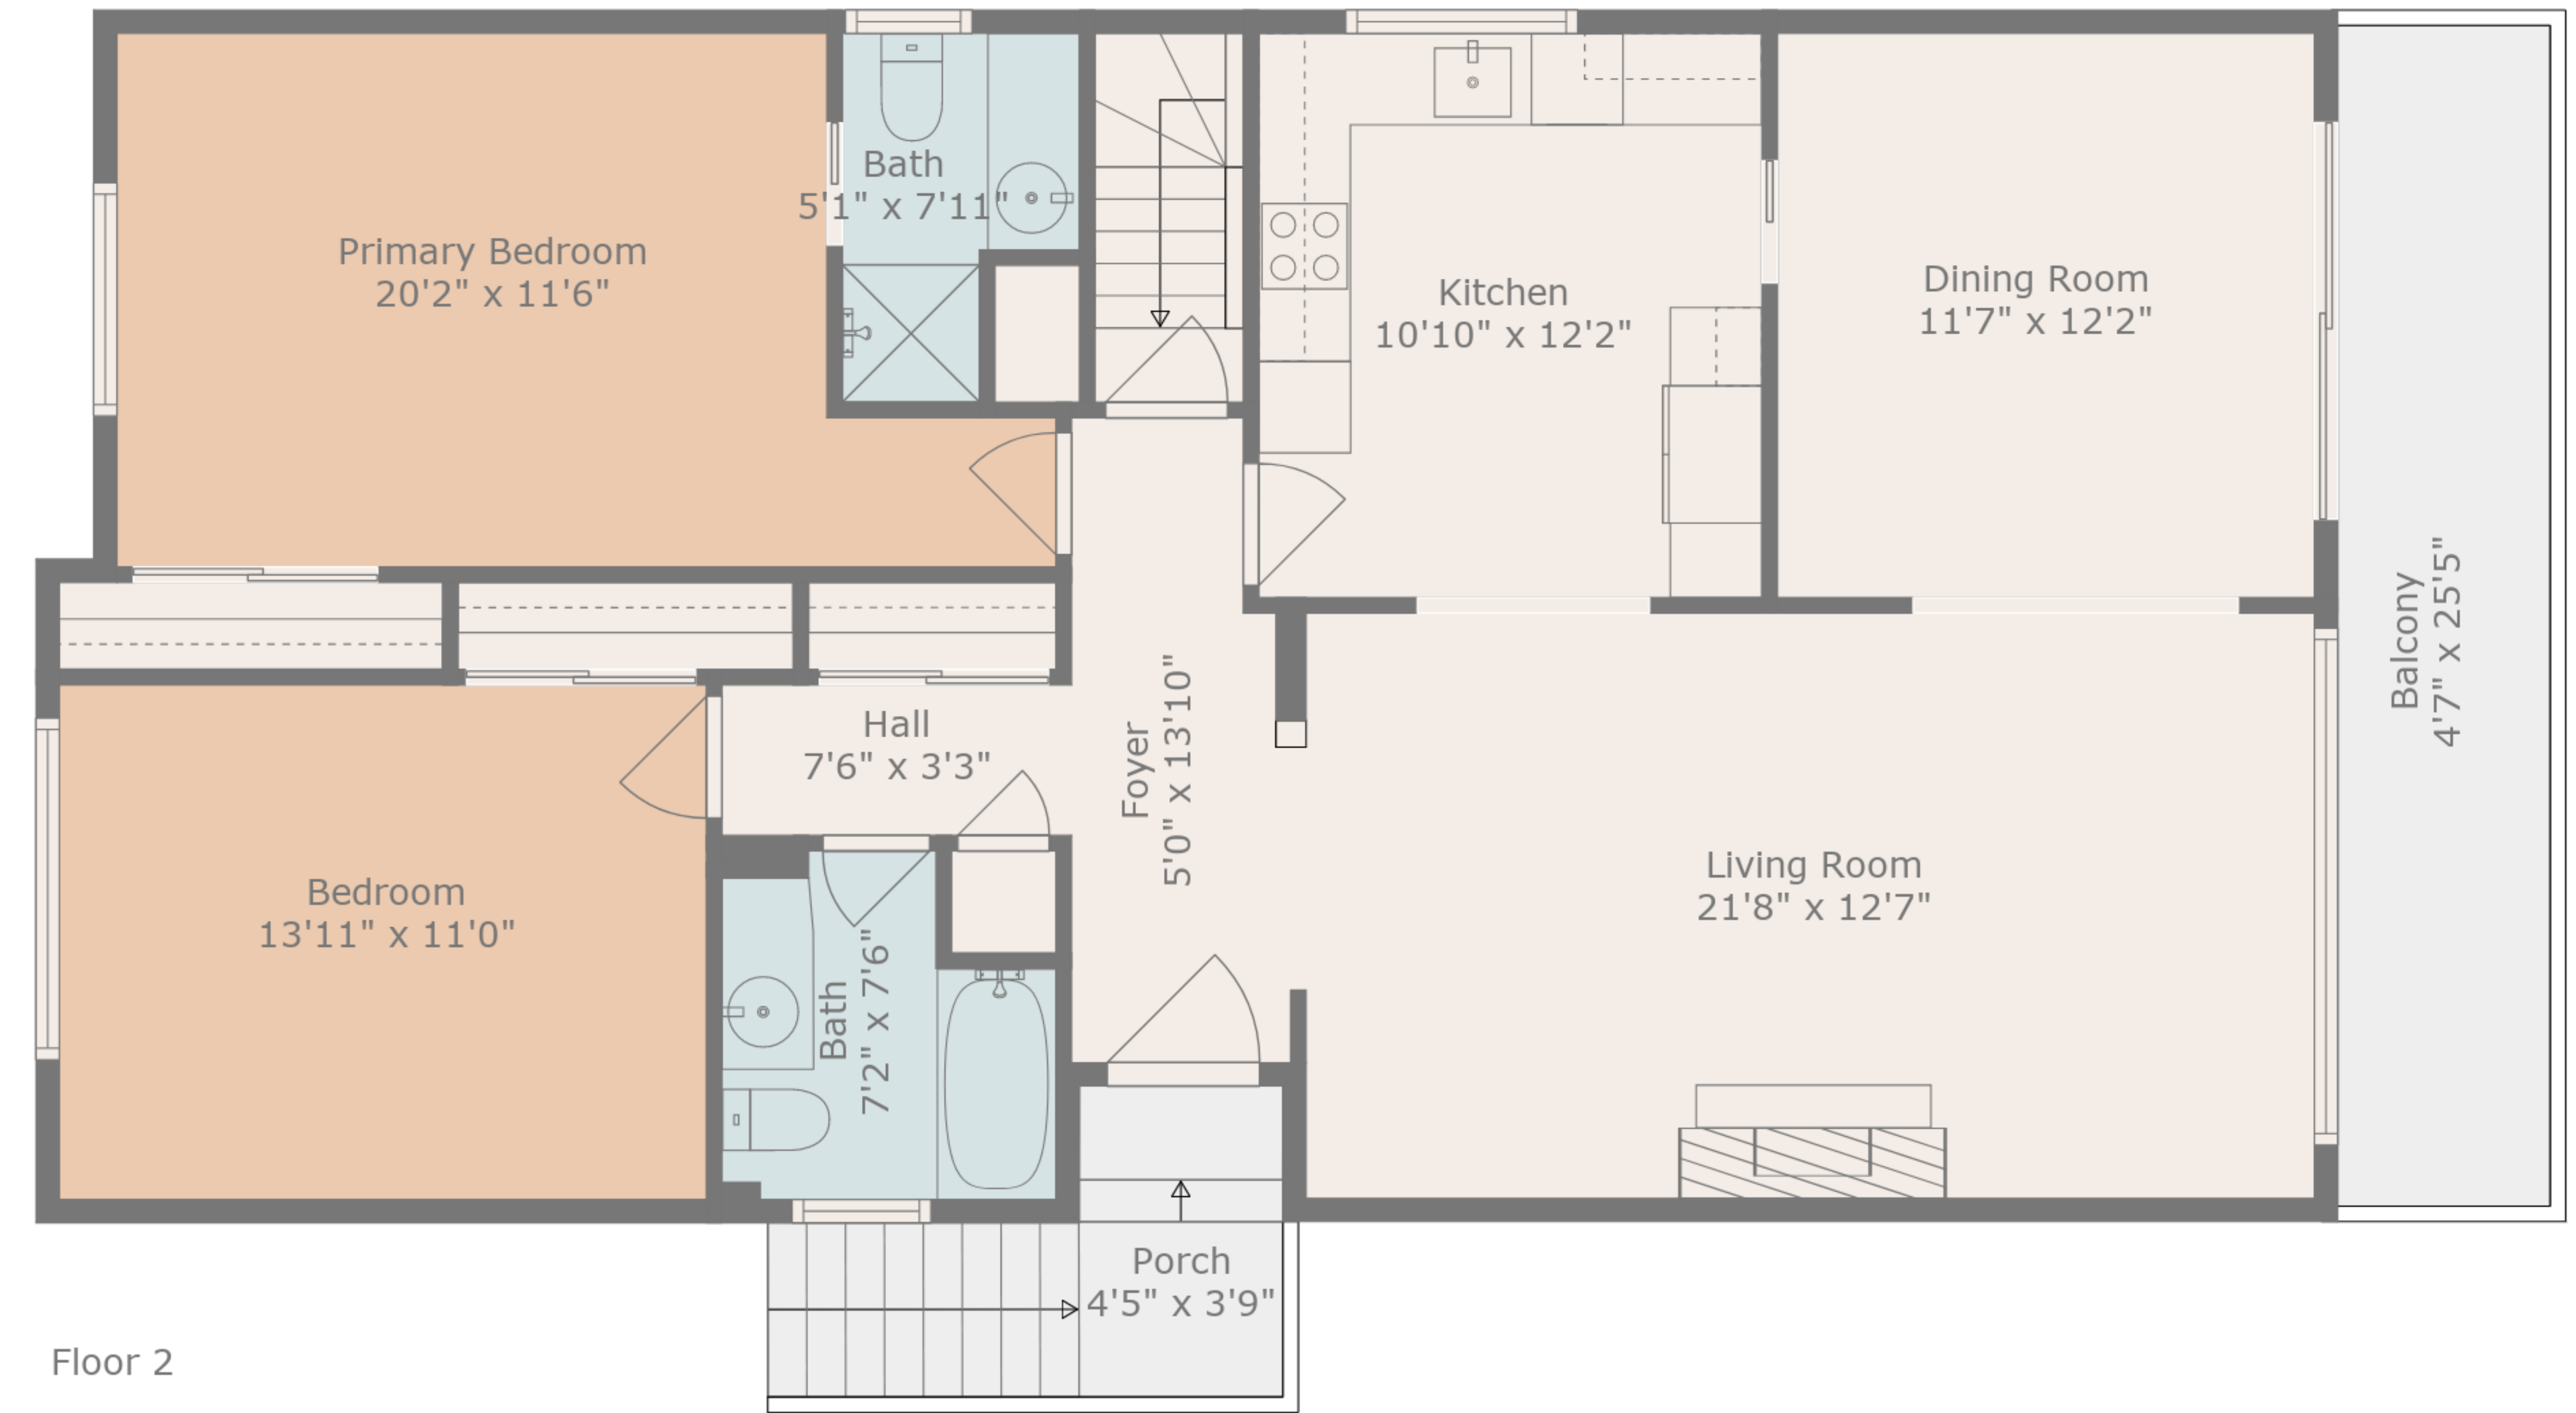 Bath
5'1" x 7'11"
Primary Bedroom
20'2" x 11'6"
Kitchen
10'10" x 12'2"
Dining Room
11'7" x 12'2"
Balcony
4'7" x 25'5"
Hall
7'6" x 3'3"
Foyer
5'0" x 13'10"
Living Room
21'8" x 12'7"
Bedroom
13'11" x 11'0"
Bath
7'2" x 7'6"
Porch
4'5" x 3'9"
Floor 2